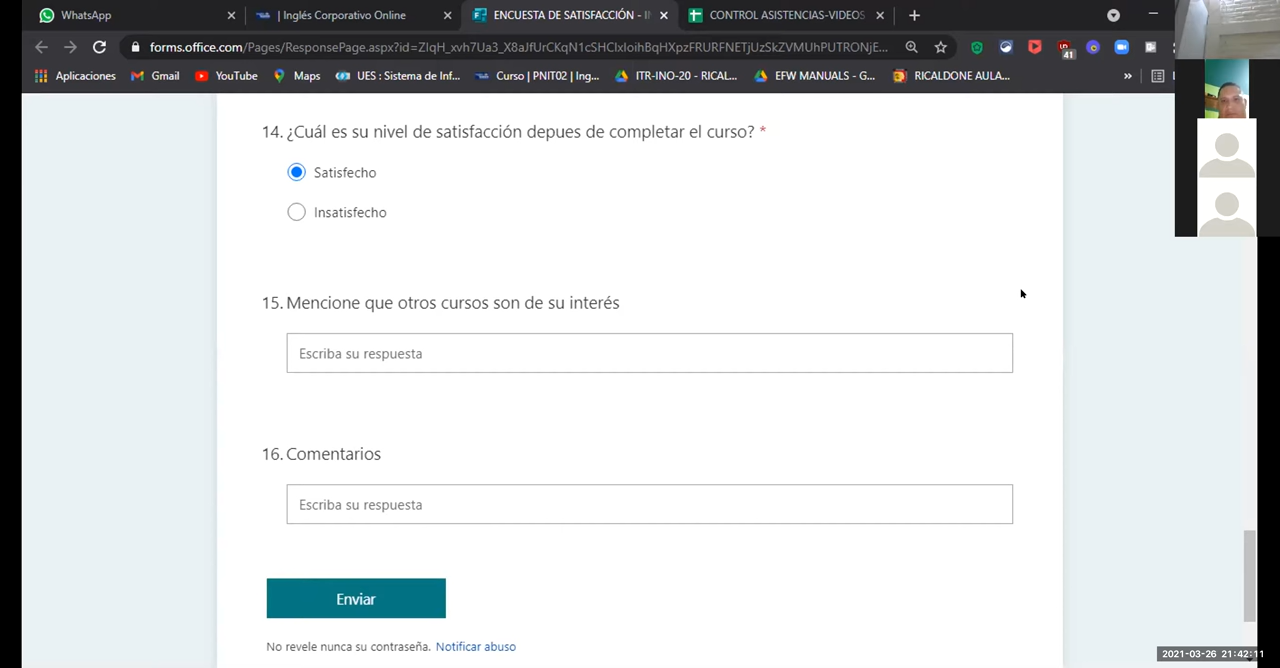 WhatsApp
| Inglés Corporativo Online
ENCUESTA DE SATISFACCIÓN - I
CONTROL ASISTENCIAS-VIDEOS
forms.office.com/Pages/ResponsePage.aspx?id=ZIqH_xvh7Ua3_X8aJfUrCKqN1cSHClxIoihBqHXpzFRURFNETjUzSkZVMUhPUTRONjE...
41
Aplicaciones
Gmail
YouTube
Maps
UES : Sistema de Inf...
Curso | PNIT02 | Ing...
ITR-INO-20 - RICAL...
EFW MANUALS - G...
RICALDONE AULA...
»
14. ¿Cuál es su nivel de satisfacción depues de completar el curso? *
Satisfecho
Insatisfecho
15. Mencione que otros cursos son de su interés
Escriba su respuesta
16. Comentarios
Escriba su respuesta
Enviar
No revele nunca su contraseña. Notificar abuso
2021-03-26 21:42:11